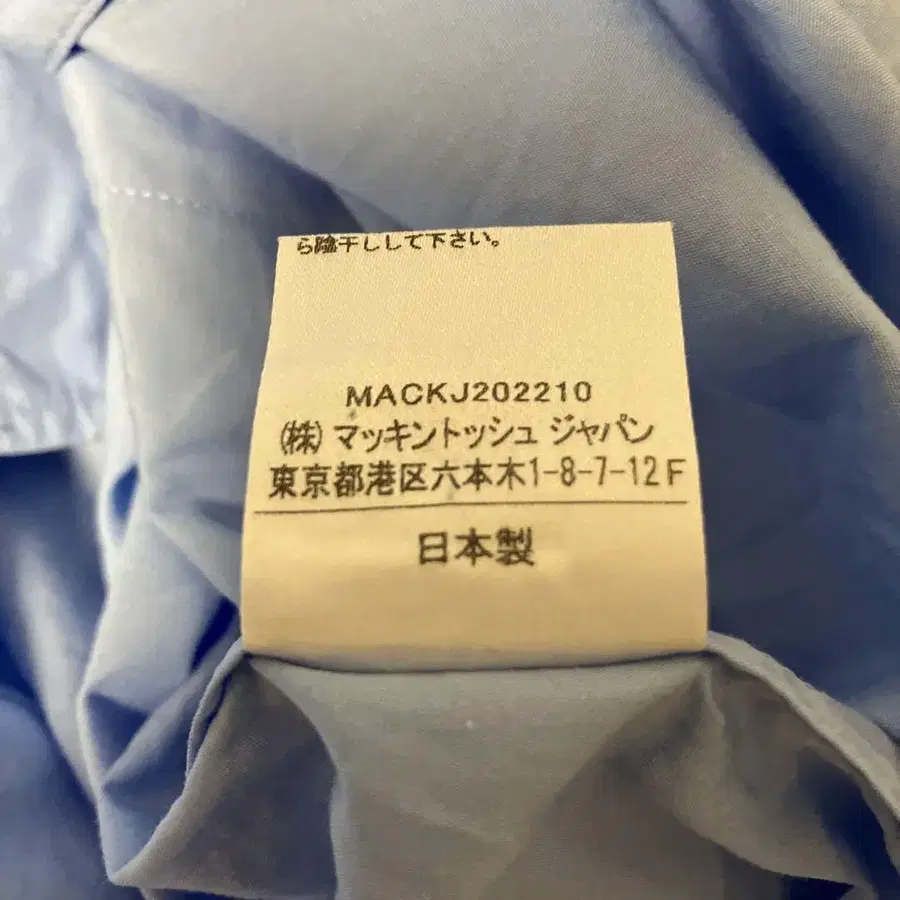 ら陰干しして下さい。
MACKJ202210
(株) マッキントッシュ ジャパン
東京都港区六本木1-8-7-12F
日本製